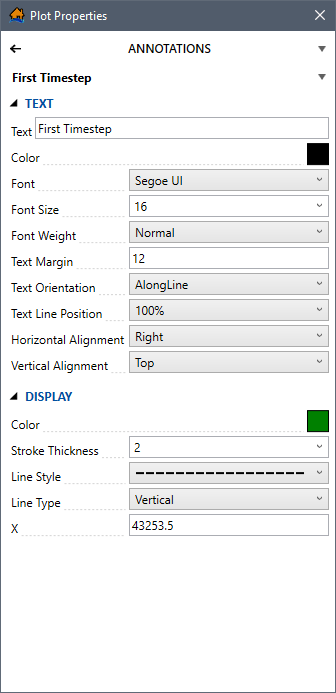 Plot Properties
ANNOTATIONS
First Timestep
TEXT
Text First Timestep
Color
Font Segoe UI
Font Size 16
Font Weight Normal
Text Margin 12
Text Orientation AlongLine
Text Line Position 100%
Horizontal Alignment Right
Vertical Alignment Top
DISPLAY
Color
Stroke Thickness 2
Line Style
Line Type Vertical
X 43253.5